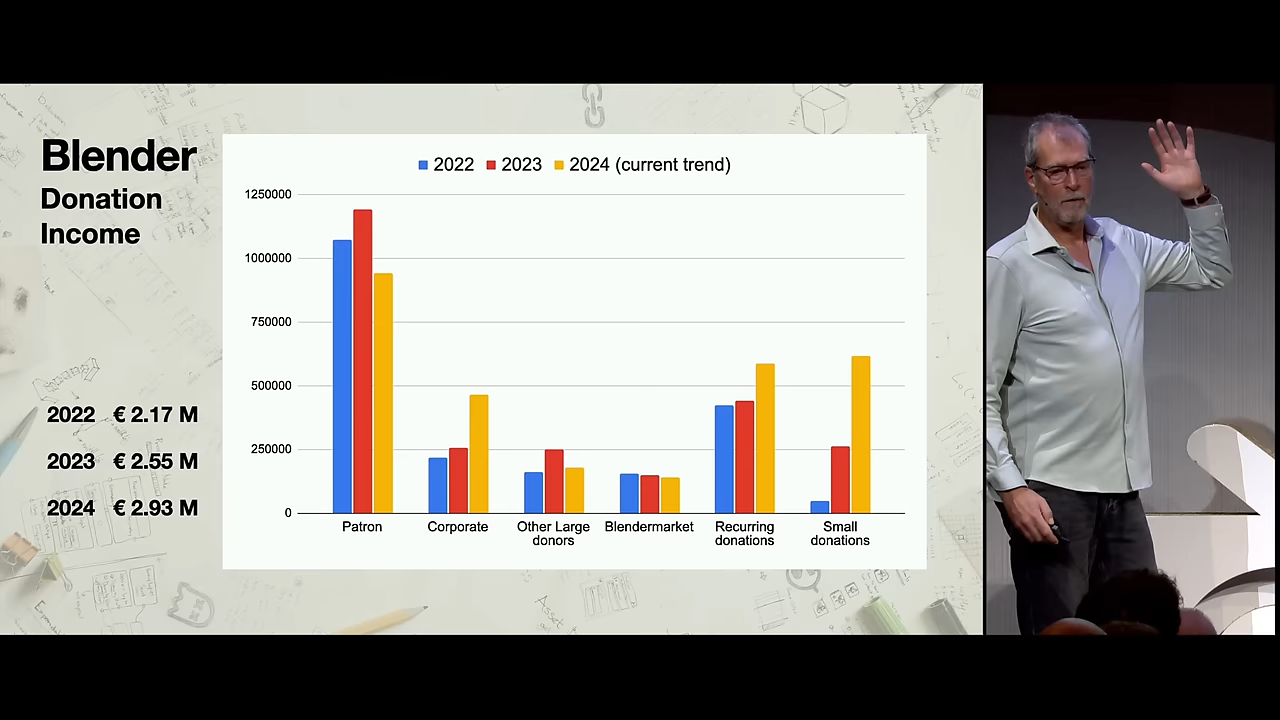 Blender
Donation
Income
2022 € 2.17 M
2023 € 2.55 M
2024 € 2.93 M
2022 2023 2024 (current trend)
1250000
1000000
750000
500000
250000
0
Patron
Corporate
Other Large
donors
Blendermarket
Recurring
donations
Small
donations